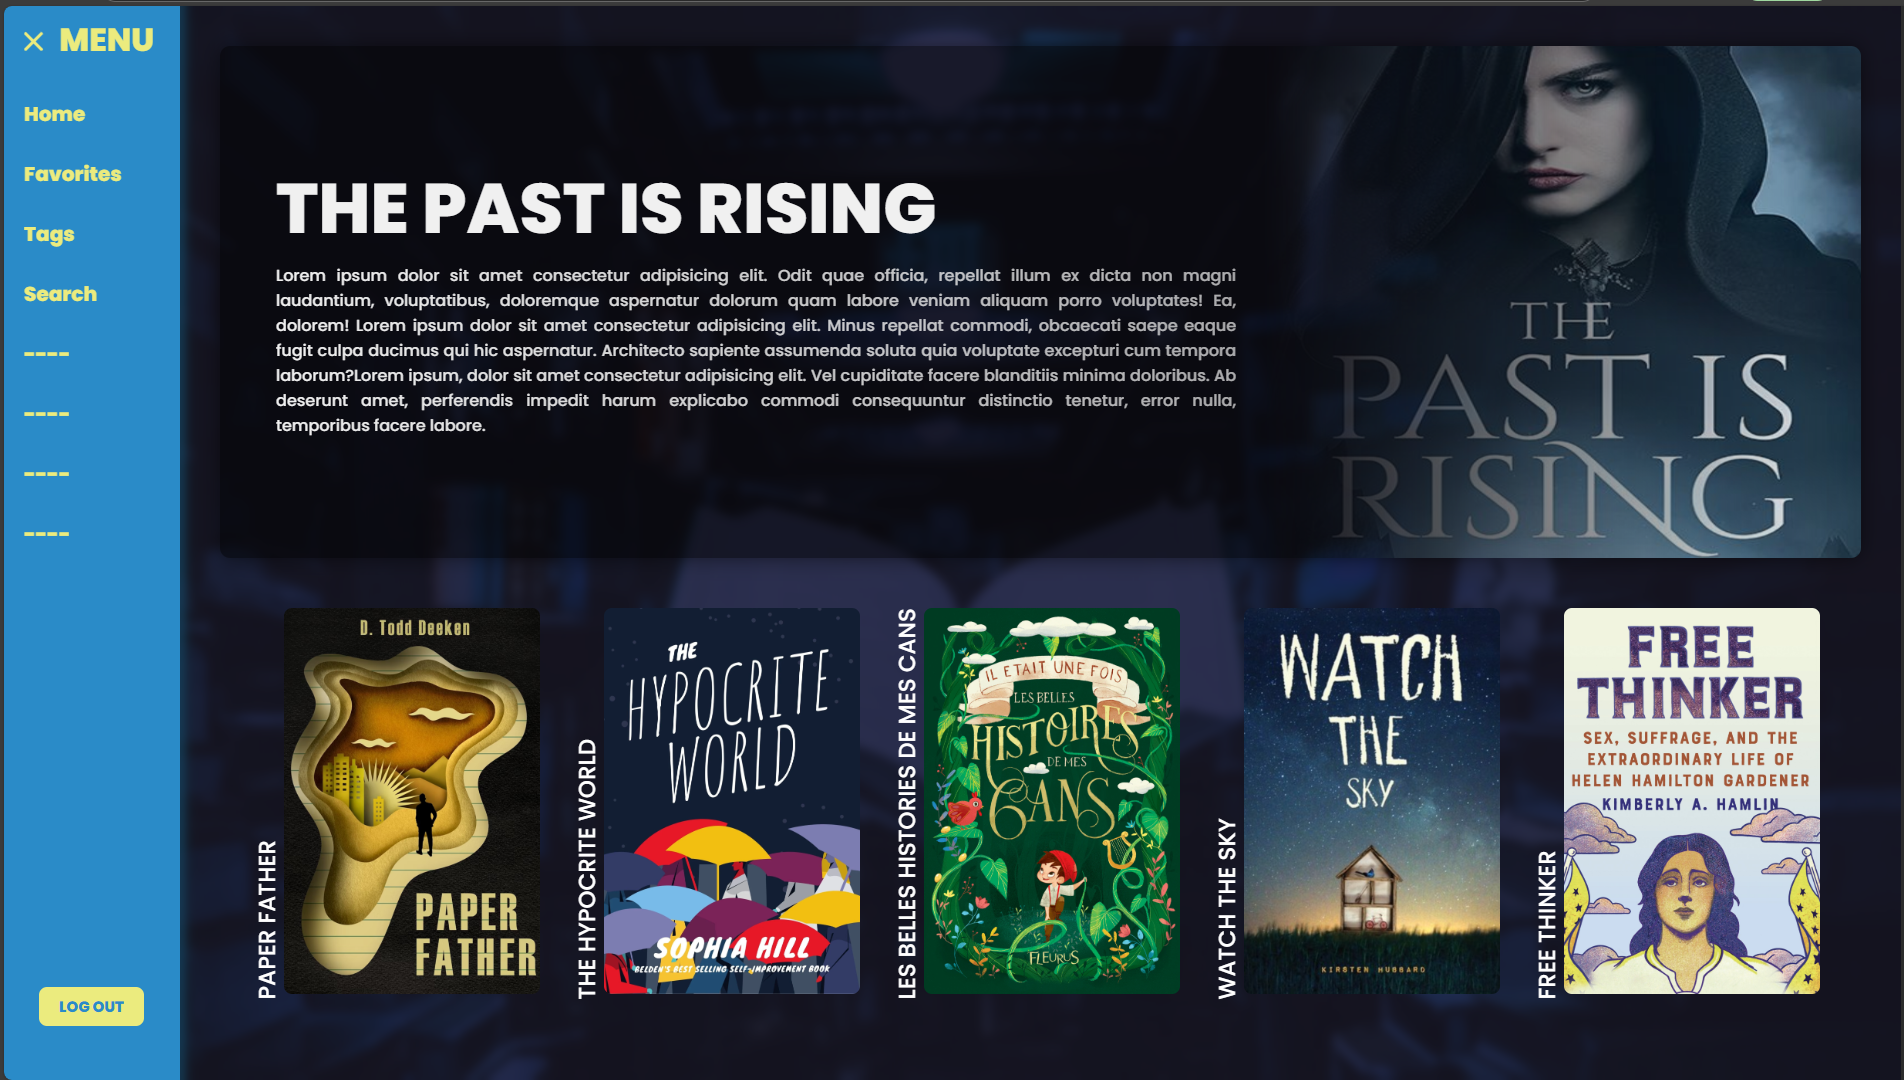 MENU
Home
Favorites
Tags
Search
----
----
----
----
LOG OUT
THE PAST IS RISING
Lorem ipsum dolor sit amet consectetur adipisicing elit. Odit quae officia, repellat illum ex dicta non magni
laudantium, voluptatibus, doloremque aspernatur dolorum quam labore veniam aliquam porro voluptates! Ea,
dolorem! Lorem ipsum dolor sit amet consectetur adipisicing elit. Minus repellat commodi, obcaecati saepe eaque
fugit culpa ducimus qui hic aspernatur. Architecto sapiente assumenda soluta quia voluptate excepturi cum tempora
laborum?Lorem ipsum, dolor sit amet consectetur adipisicing elit. Vel cupiditate facere blanditiis minima doloribus. Ab
deserunt amet, perferendis impedit harum explicabo commodi consequuntur distinctio tenetur, error nulla,
temporibus facere labore.
THE
PAST IS
RISING
PAPER FATHER
D. Todd Deeken
PAPER
FATHER
THE HYPOCRITE WORLD
THE
HYPOCRITE
WORLD
SOPHIA HILL
BELDEN'S BEST SELLING SELF-IMPROVEMENT BOOK
LES BELLES HISTORIES DE MES CANS
IL ETAIT UNE FOIS
LES BELLES
HISTOIRES
DE MES
CANS
FLEURUS
WATCH THE SKY
WATCH
THE
SKY
KIRSTEN HUBBARD
FREE THINKER
FREE
THINKER
SEX, SUFFRAGE, AND THE
EXTRAORDINARY LIFE OF
HELEN HAMILTON GARDENER
KIMBERLY A. HAMLIN